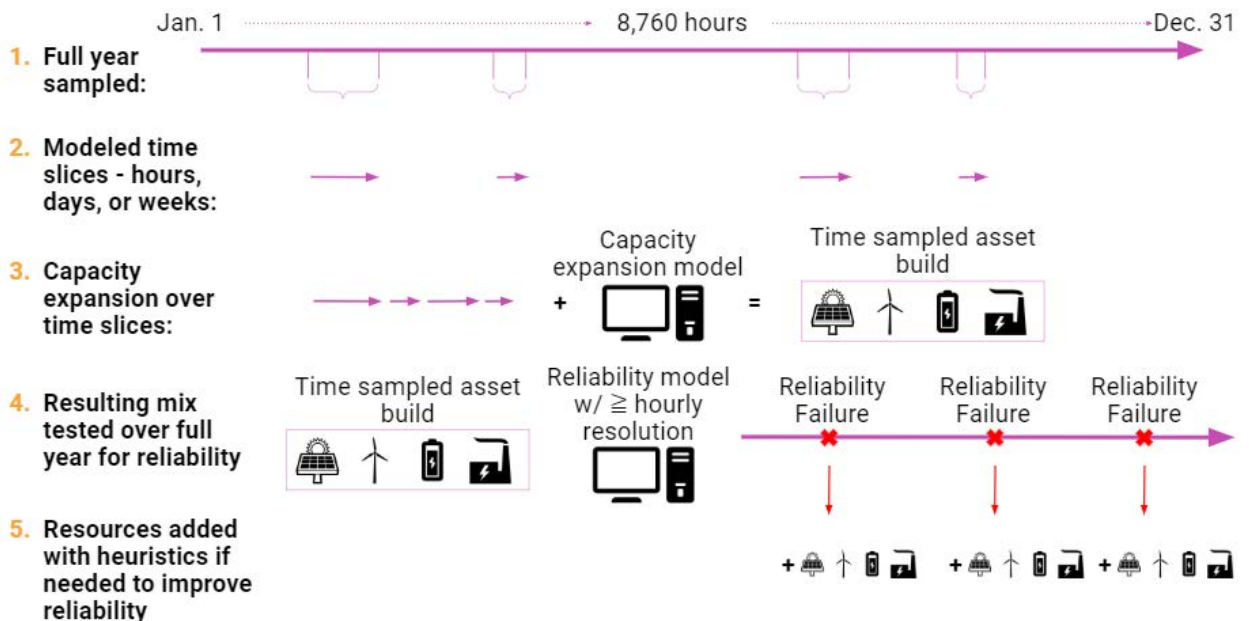 Jan. 1
8,760 hours
Dec. 31
1. Full year
sampled:
2. Modeled time
slices - hours,
days, or weeks:
3. Capacity
expansion over
time slices:
+
Capacity
expansion model
=
Time sampled asset
build
4. Resulting mix
tested over full
year for reliability
Time sampled asset
build
Reliability model
w/ ≧ hourly
resolution
Reliability
Failure
Reliability
Failure
Reliability
Failure
5. Resources added
with heuristics if
needed to improve
reliability
+
+
+